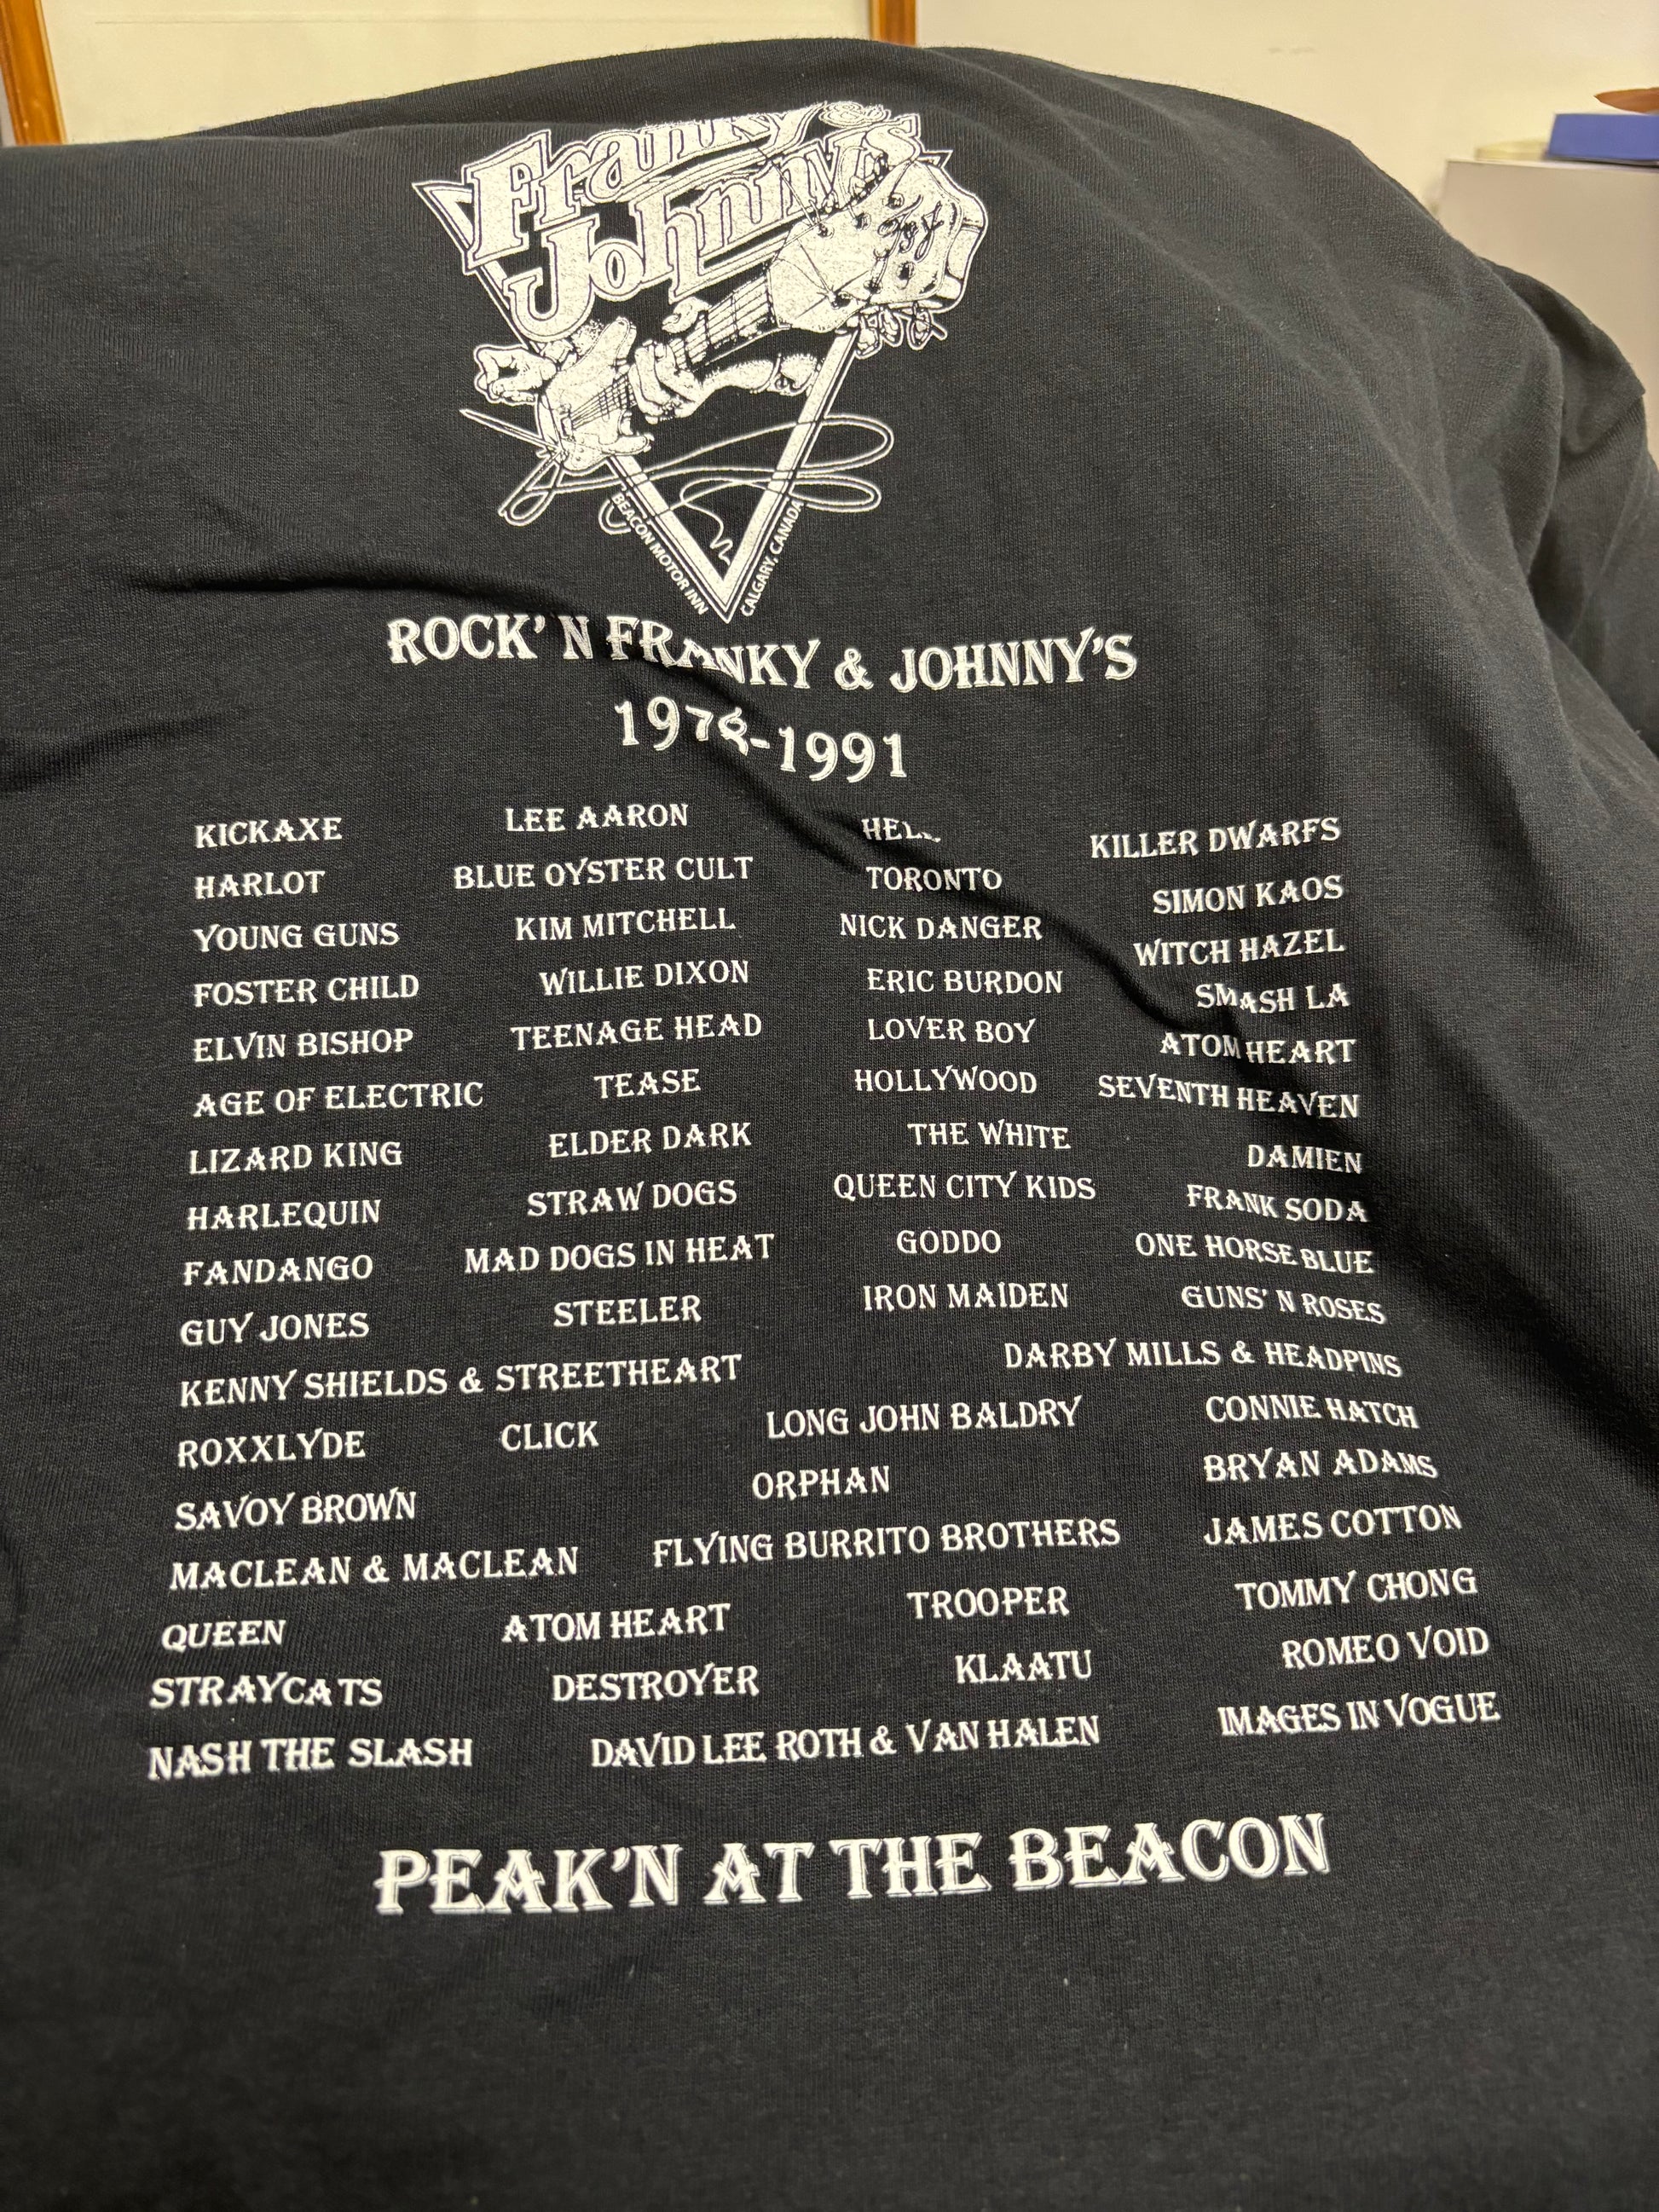 Franky's
Johnny's
F&J
BEACON MOTOR INN
CALGARY, CANADA
ROCK' N FRANKY & JOHNNY'S
-1991
KICKAXE LEE AARON KILLER DWARFS
HARLOT BLUE OYSTER CULT TORONTO SIMON KAOS
YOUNG GUNS KIM MITCHELL NICK DANGER WITCH HAZEL
FOSTER CHILD WILLIE DIXON ERIC BURDON SMASH LA
ELVIN BISHOP TEENAGE HEAD LOVER BOY ATOM HEART
AGE OF ELECTRIC TEASE HOLLYWOOD SEVENTH HEAVEN
LIZARD KING ELDER DARK THE WHITE DAMIEN
HARLEQUIN STRAW DOGS QUEEN CITY KIDS FRANK SODA
FANDANGO MAD DOGS IN HEAT GODDO ONE HORSE BLUE
GUY JONES STEELER IRON MAIDEN GUNS' N ROSES
KENNY SHIELDS & STREETHEART DARBY MILLS & HEADPINS
ROXXLYDE CLICK LONG JOHN BALDRY CONNIE HATCH
SAVOY BROWN ORPHAN BRYAN ADAMS
MACLEAN & MACLEAN FLYING BURRITO BROTHERS JAMES COTTON
QUEEN ATOM HEART TROOPER TOMMY CHONG
STRAYCATS DESTROYER KLAATU ROMEO VOID
NASH THE SLASH DAVID LEE ROTH & VAN HALEN IMAGES IN VOGUE
PEAK'N AT THE BEACON